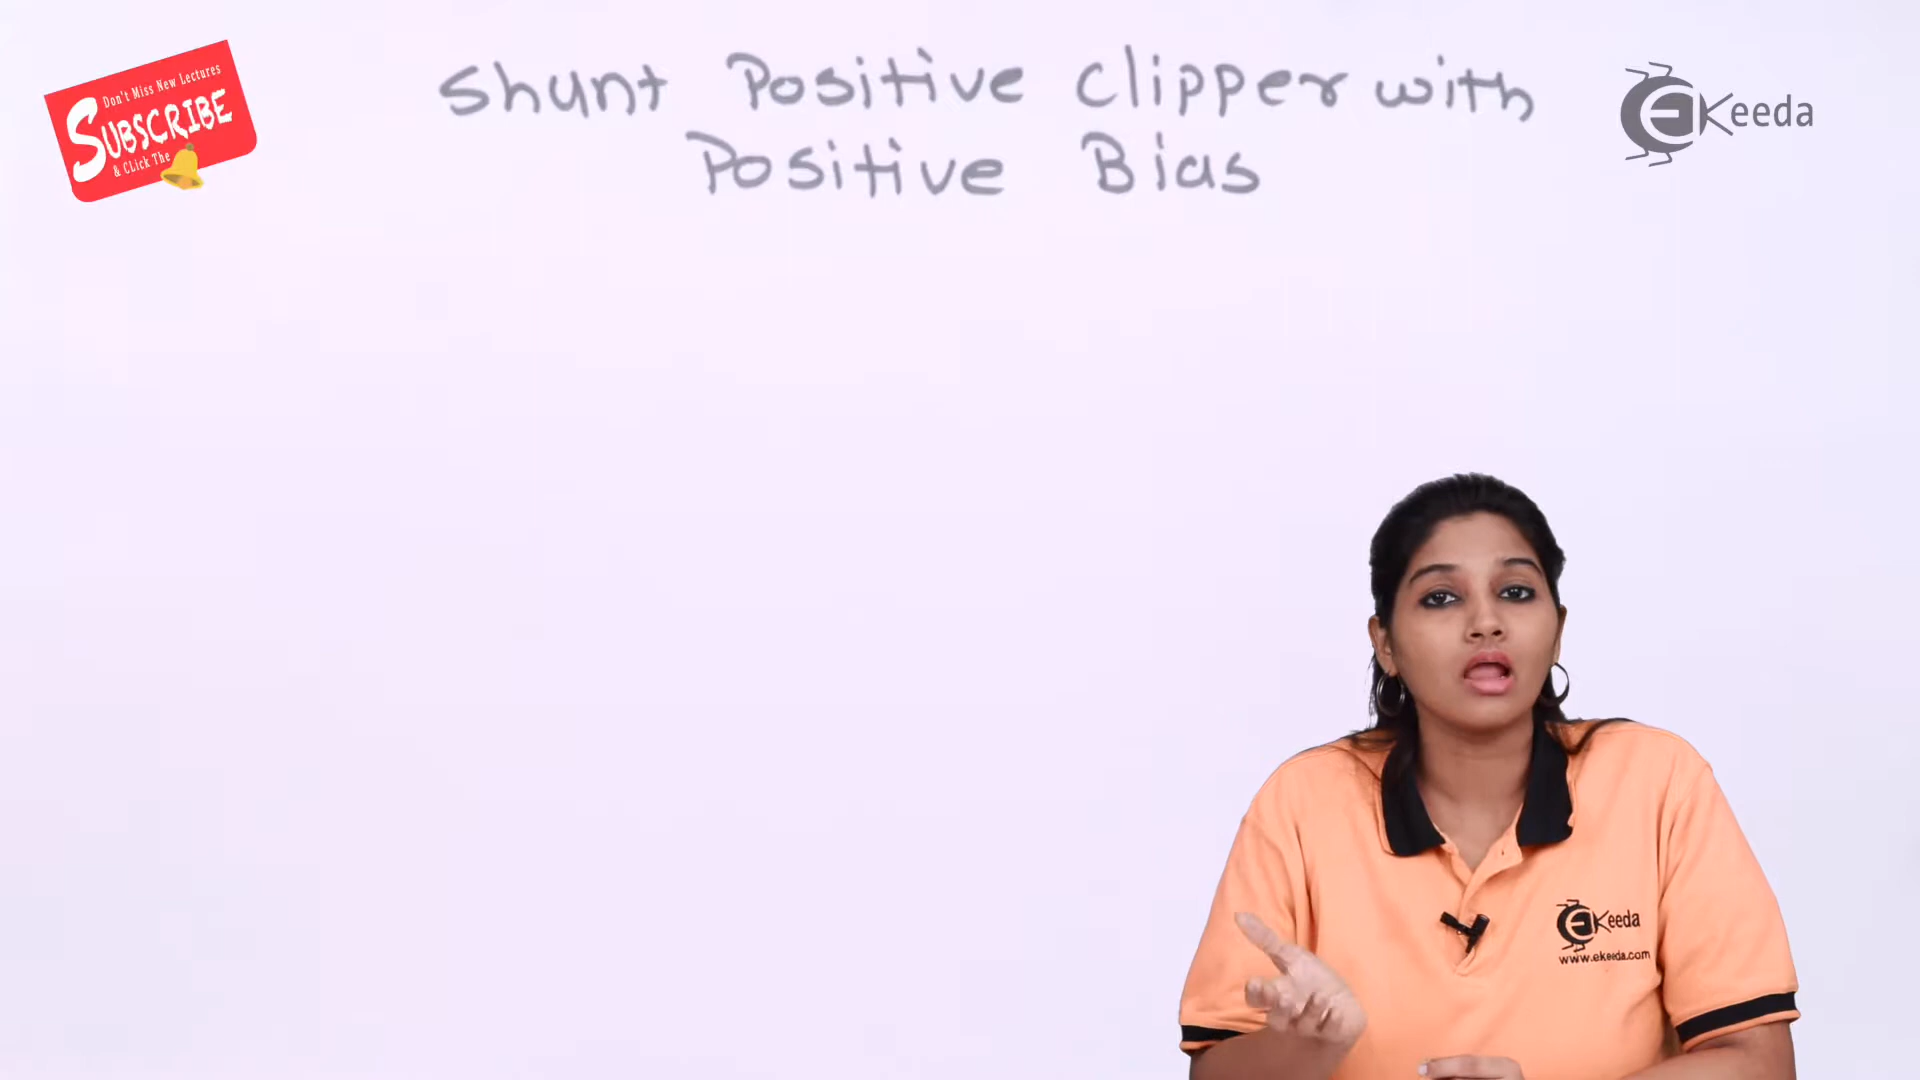 Shunt Positive Clipper with
Positive Bias
Don't Miss New Lectures
SUBSCRIBE
& CLick The
EKeeda
EKeeda
www.ekeeda.com